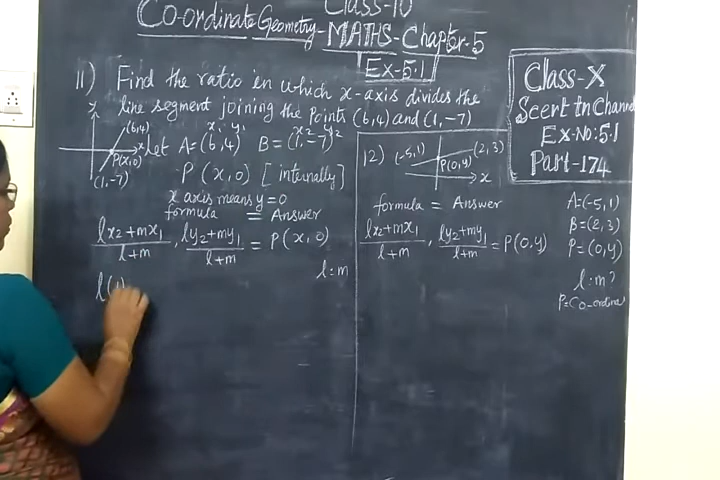 Class-10
Co-ordinate Geometry-MATHS-Chapter-5
Ex-5.1
11) Find the ratio in which x-axis divides the
line segment joining the points (6,4) and (1,-7)
(6,4)
x
P(x,0)
(1,-7)
x1 y1
x2 y2
Let A=(6,4) B=(1,-7)
P(x,0) [internally]
x axis means y=0
formula = Answer
lx2+mx1/l+m , ly2+my1/l+m = P(x,0)
l:m
l(1)
12) (-5,1) (2,3)
P(0,y)
x
formula = Answer
lx2+mx1/l+m , ly2+my1/l+m = P(0,y)
A=(-5,1)
B=(2,3)
P=(0,y)
l:m?
P=Co-ordina
Class-X
Scert tn Channel
Ex-No:5.1
Part-174